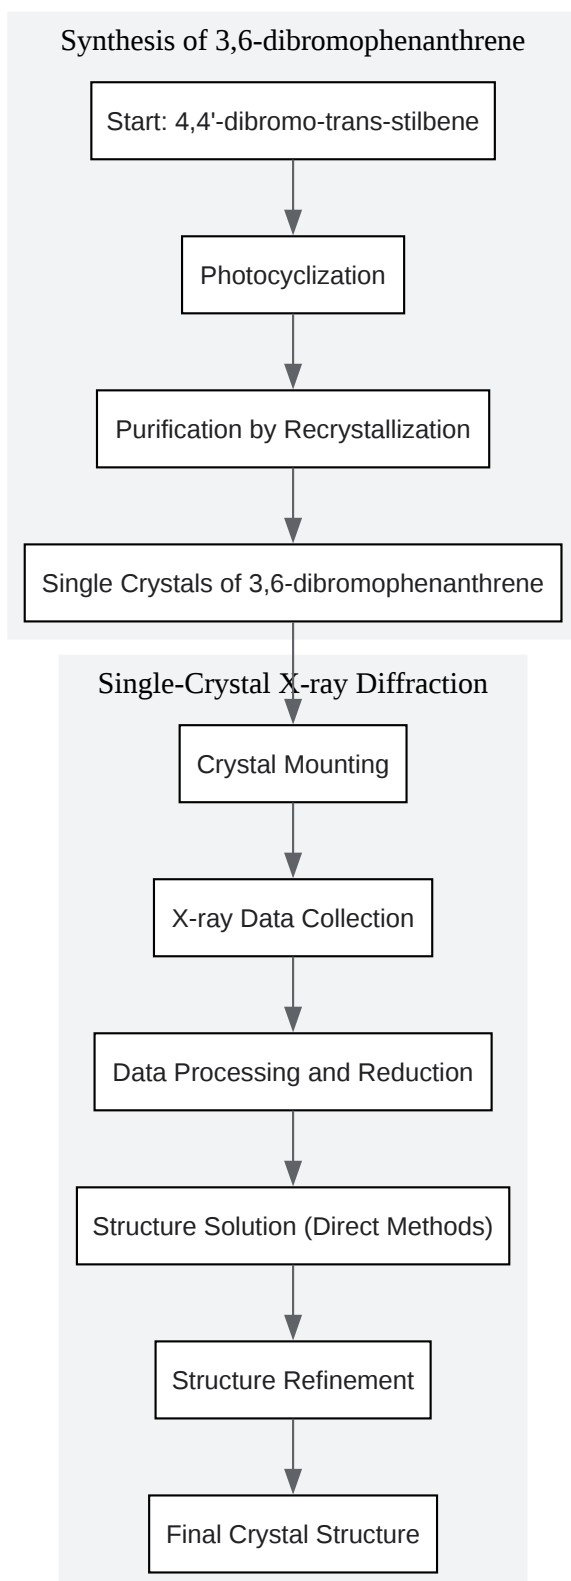 Synthesis of 3,6-dibromophenanthrene
Start: 4,4'-dibromo-trans-stilbene
Photocyclization
Purification by Recrystallization
Single Crystals of 3,6-dibromophenanthrene
Single-Crystal X-ray Diffraction
Crystal Mounting
X-ray Data Collection
Data Processing and Reduction
Structure Solution (Direct Methods)
Structure Refinement
Final Crystal Structure